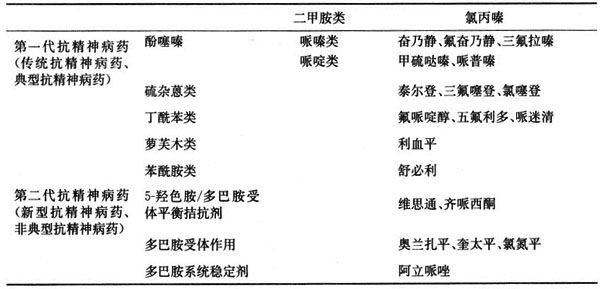 二甲胺类 氯丙嗪
第一代抗精神病药 酚噻嗪 哌嗪类 奋乃静、氟奋乃静、三氟拉嗪
(传统抗精神病药、 哌啶类 甲硫哒嗪、哌普嗪
典型抗精神病药)
硫杂蒽类 泰尔登、三氟噻登、氯噻登
丁酰苯类 氟哌啶醇、五氟利多、哌迷清
萝芙木类 利血平
苯酰胺类 舒必利
第二代抗精神病药 5-羟色胺/多巴胺受
(新型抗精神病药、 体平衡拮抗剂 维思通、齐哌西酮
非典型抗精神病药)
多巴胺受体作用 奥兰扎平、奎太平、氯氮平
多巴胺系统稳定剂 阿立哌唑